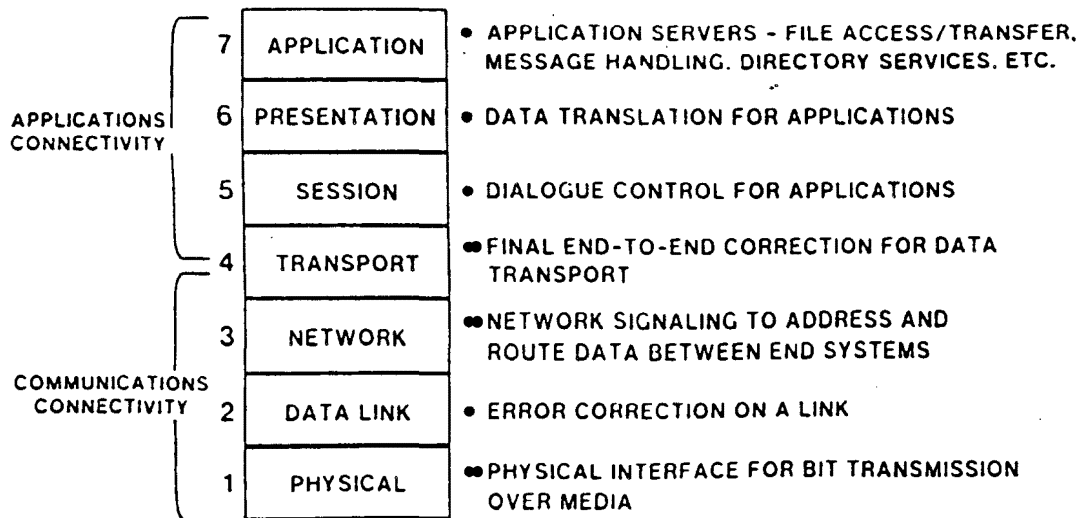 7 APPLICATION • APPLICATION SERVERS - FILE ACCESS/TRANSFER,
MESSAGE HANDLING. DIRECTORY SERVICES. ETC.
APPLICATIONS
CONNECTIVITY
6 PRESENTATION • DATA TRANSLATION FOR APPLICATIONS
5 SESSION • DIALOGUE CONTROL FOR APPLICATIONS
4 TRANSPORT •• FINAL END-TO-END CORRECTION FOR DATA
TRANSPORT
3 NETWORK •• NETWORK SIGNALING TO ADDRESS AND
ROUTE DATA BETWEEN END SYSTEMS
COMMUNICATIONS
CONNECTIVITY
2 DATA LINK • ERROR CORRECTION ON A LINK
1 PHYSICAL •• PHYSICAL INTERFACE FOR BIT TRANSMISSION
OVER MEDIA